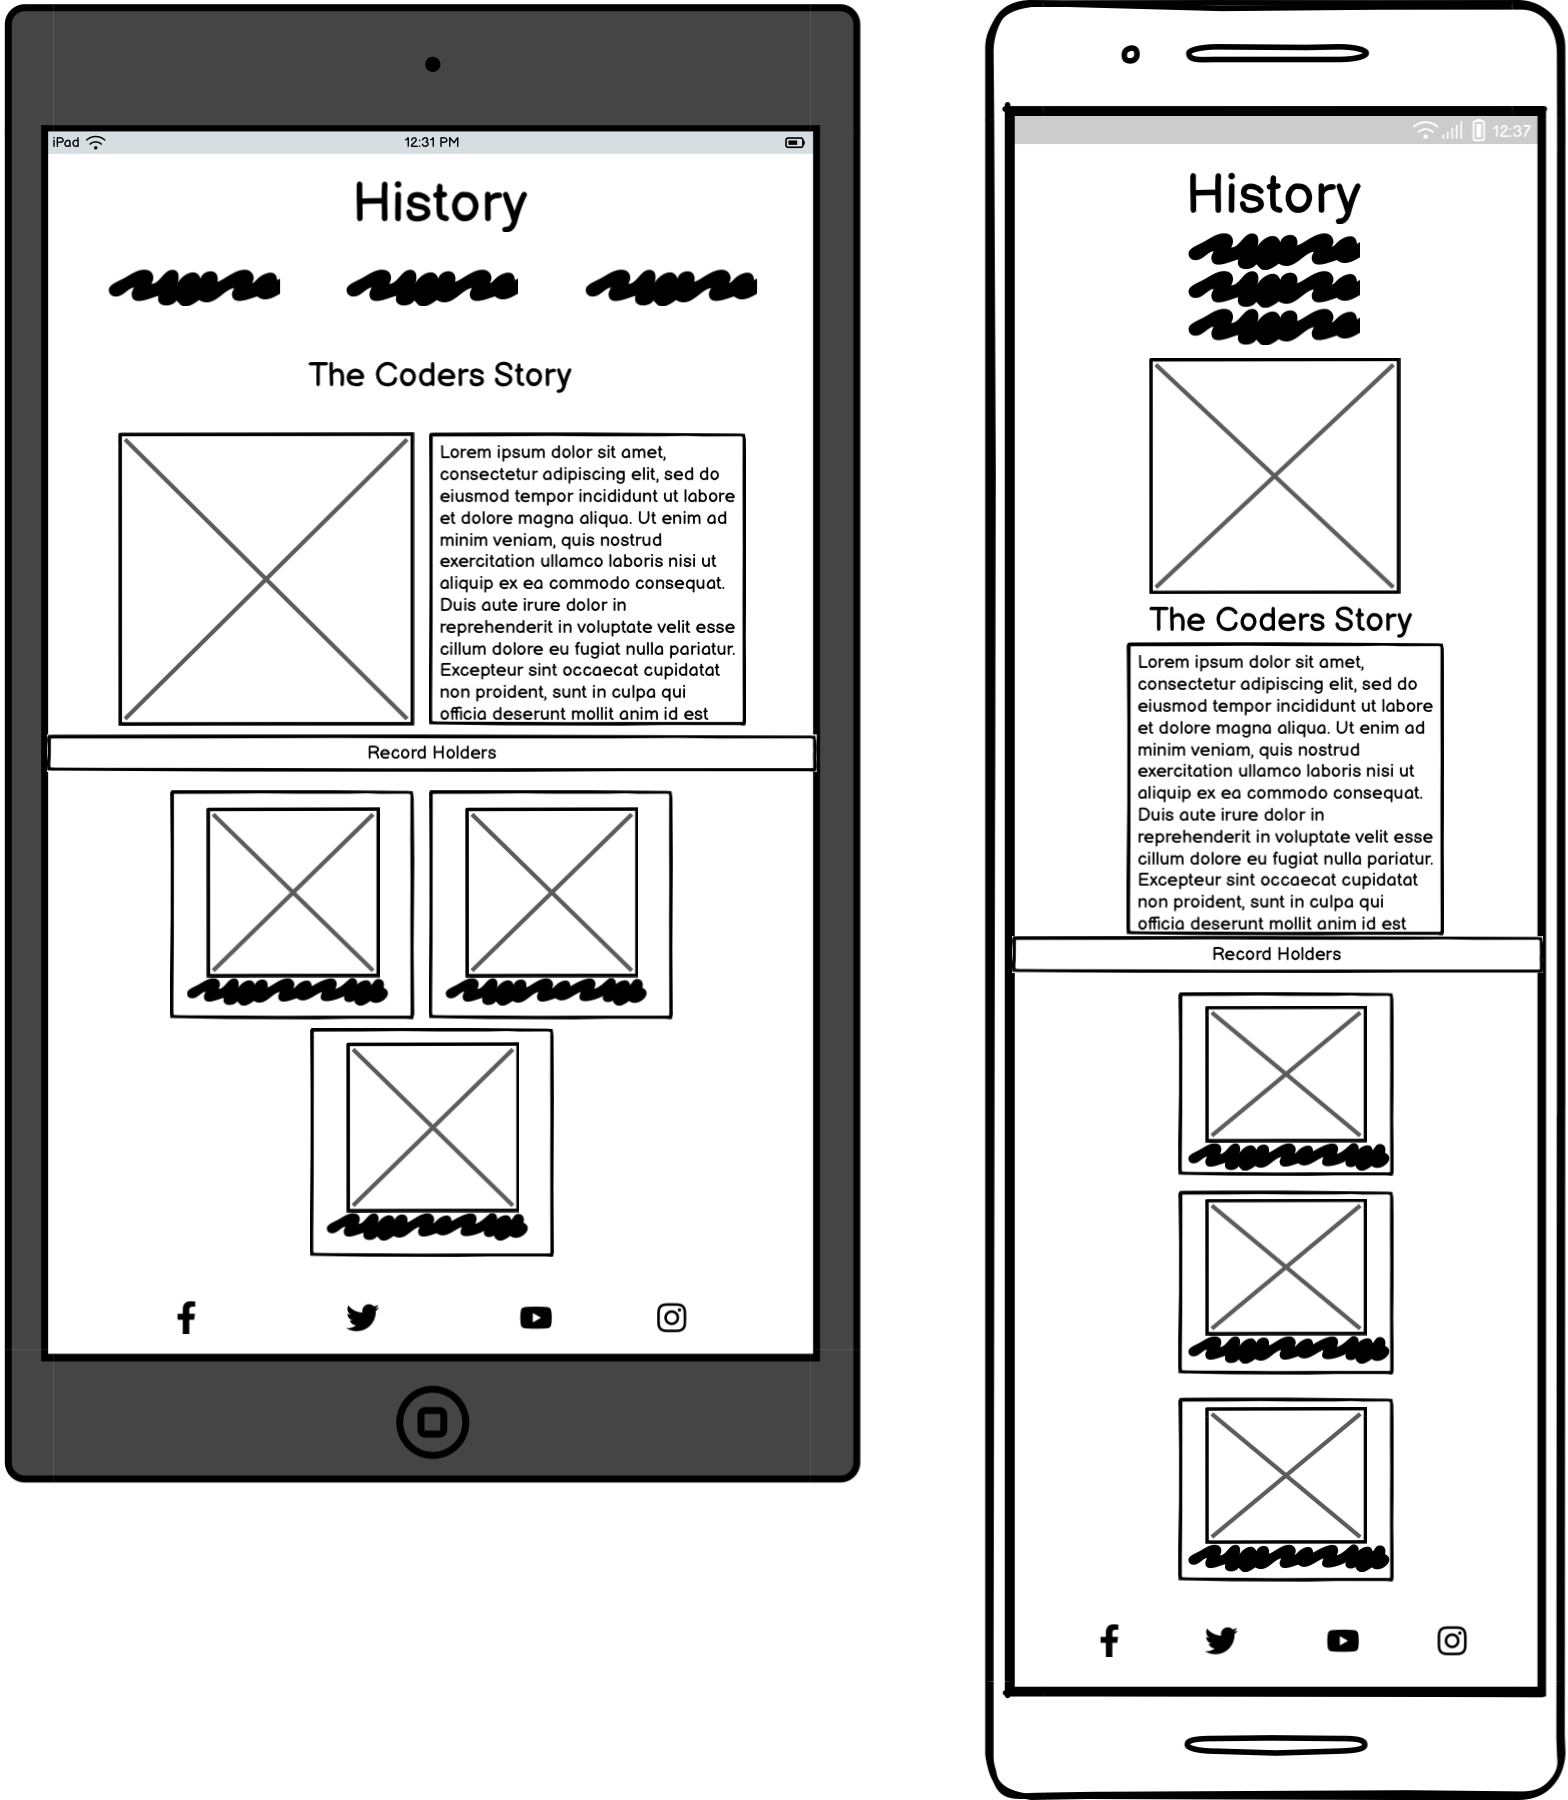 iPad 12:31 PM
History
The Coders Story
Lorem ipsum dolor sit amet,
consectetur adipiscing elit, sed do
eiusmod tempor incididunt ut labore
et dolore magna aliqua. Ut enim ad
minim veniam, quis nostrud
exercitation ullamco laboris nisi ut
aliquip ex ea commodo consequat.
Duis aute irure dolor in
reprehenderit in voluptate velit esse
cillum dolore eu fugiat nulla pariatur.
Excepteur sint occaecat cupidatat
non proident, sunt in culpa qui
officia deserunt mollit anim id est
Record Holders
12:37
History
The Coders Story
Lorem ipsum dolor sit amet,
consectetur adipiscing elit, sed do
eiusmod tempor incididunt ut labore
et dolore magna aliqua. Ut enim ad
minim veniam, quis nostrud
exercitation ullamco laboris nisi ut
aliquip ex ea commodo consequat.
Duis aute irure dolor in
reprehenderit in voluptate velit esse
cillum dolore eu fugiat nulla pariatur.
Excepteur sint occaecat cupidatat
non proident, sunt in culpa qui
officia deserunt mollit anim id est
Record Holders